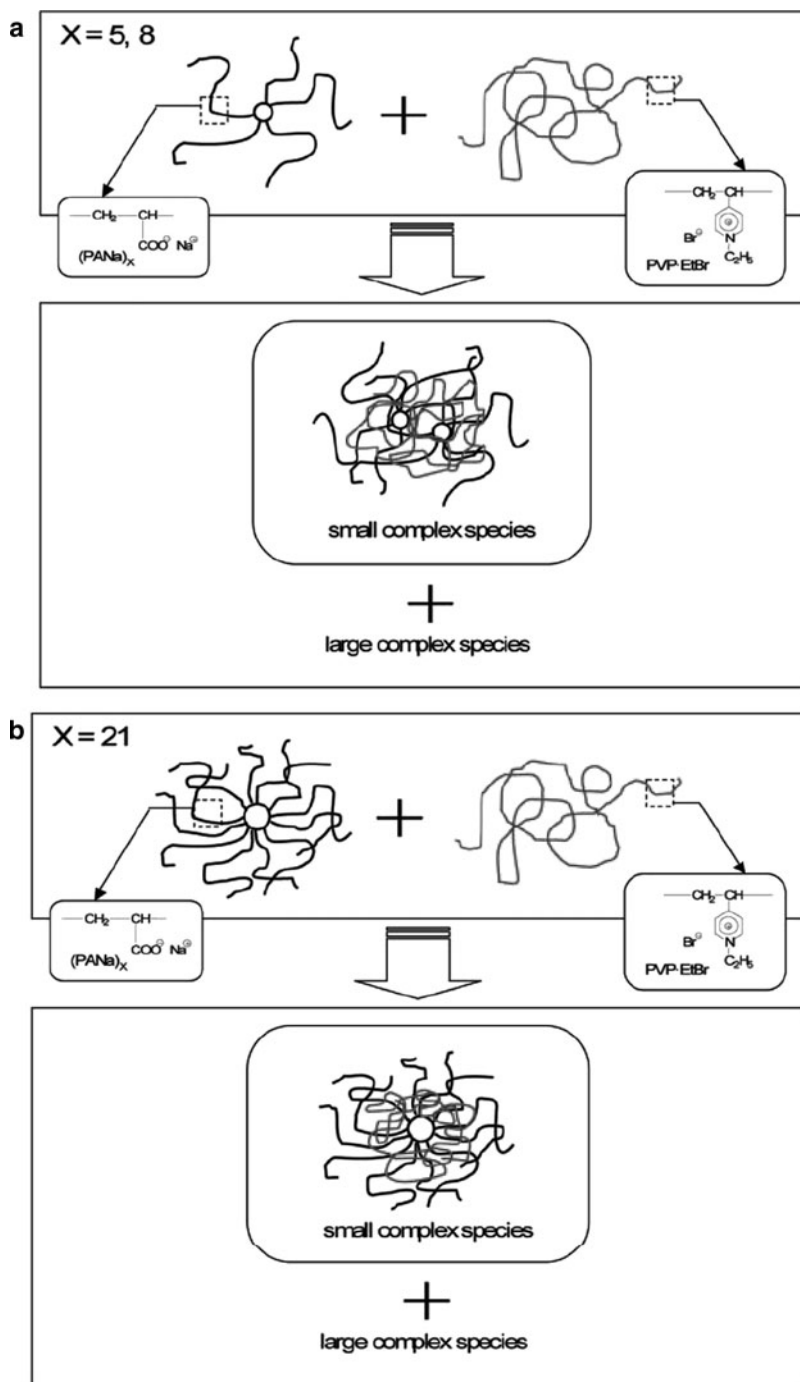 a
X = 5, 8
CH₂ CH
COO⊖ Na⊕
(PANa)ₓ
CH₂ CH
Br⊖
N
C₂H₅
PVP·EtBr
small complex species
+
large complex species
b
X = 21
CH₂ CH
COO⊖ Na⊕
(PANa)ₓ
CH₂ CH
Br⊖
N
C₂H₅
PVP·EtBr
small complex species
+
large complex species